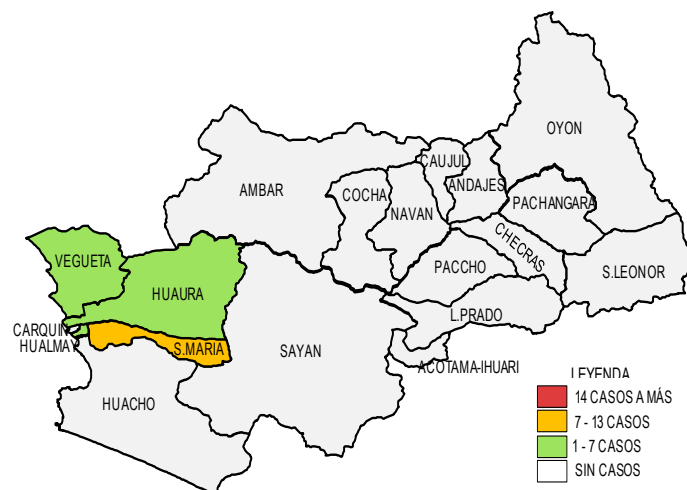 OYON
CAUJUL
ANDAJES
AMBAR
COCHA
NAVAN
PACHANGARA
CHECRAS
VEGUETA
PACCHO
S.LEONOR
HUAURA
L.PRADO
CARQUIN
HUALMAY
S.MARIA
SAYAN
ACOTAMA-IHUARI
HUACHO
LEYENDA
14 CASOS A MÁS
7 - 13 CASOS
1 - 7 CASOS
SIN CASOS